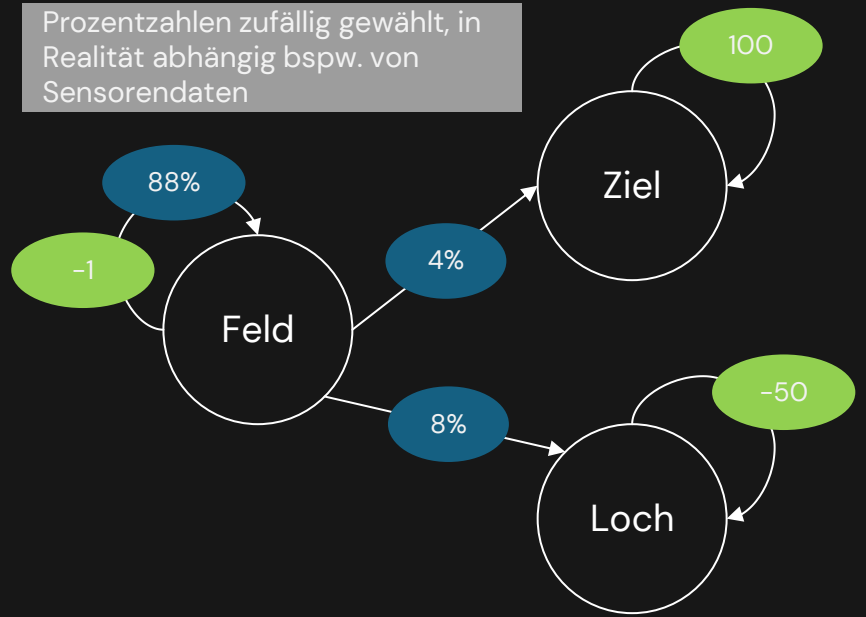 Prozentzahlen zufällig gewählt, in
Realität abhängig bspw. von
Sensorendaten
100
88%
Ziel
4%
-1
Feld
-50
8%
Loch